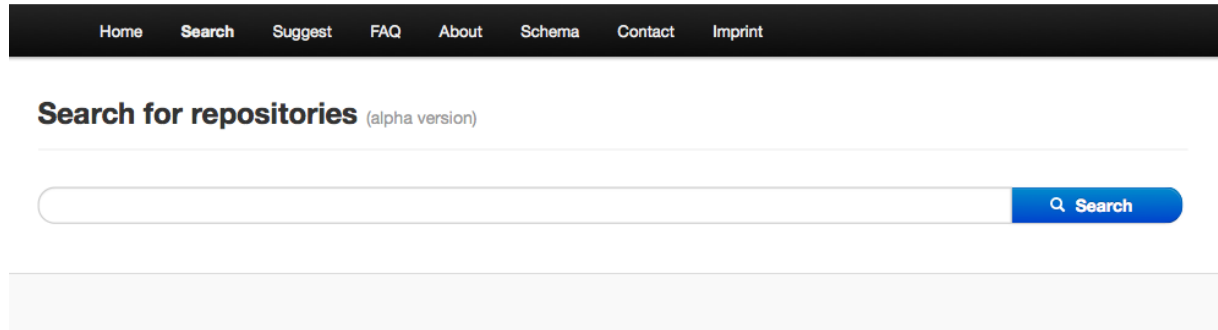 Home Search Suggest FAQ About Schema Contact Imprint
Search for repositories (alpha version)
Search